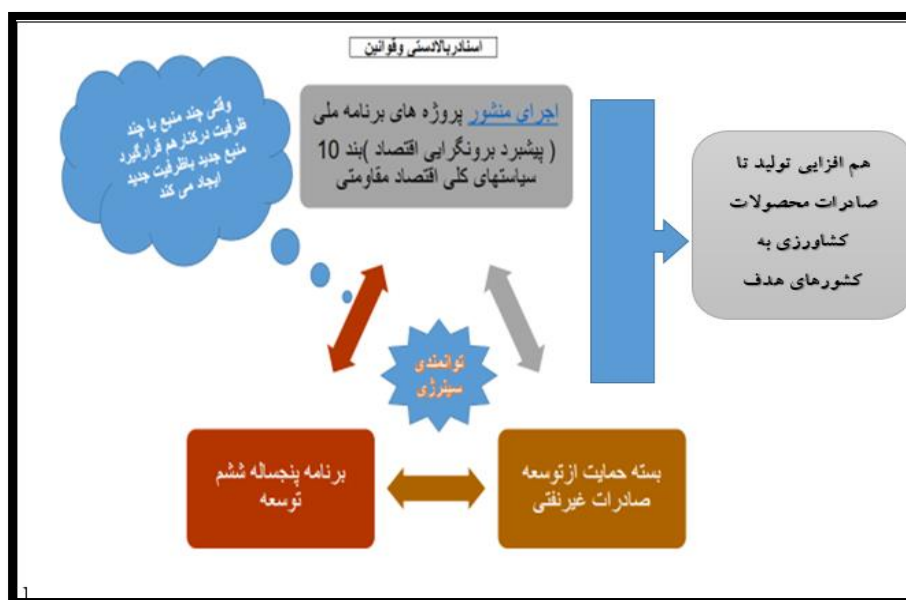 اسنادر بالادستی وقوانین
وقتی چند منبع با چند
ظرفیت درکنارهم قرارگیرد
منبع جدید باظرفیت جدید
ایجاد می کند
اجرای منشور پروژه های برنامه ملی
( پیشبرد برونگرایی اقتصاد )بند 10
سیاستهای کلی اقتصاد مقاومتی
هم افزایی تولید تا
صادرات محصولات
کشاورزی به
کشورهای هدف
توانمندی
سینرژی
بسته حمایت ازتوسعه
صادرات غیرنفتی
برنامه پنجساله ششم
توسعه
1